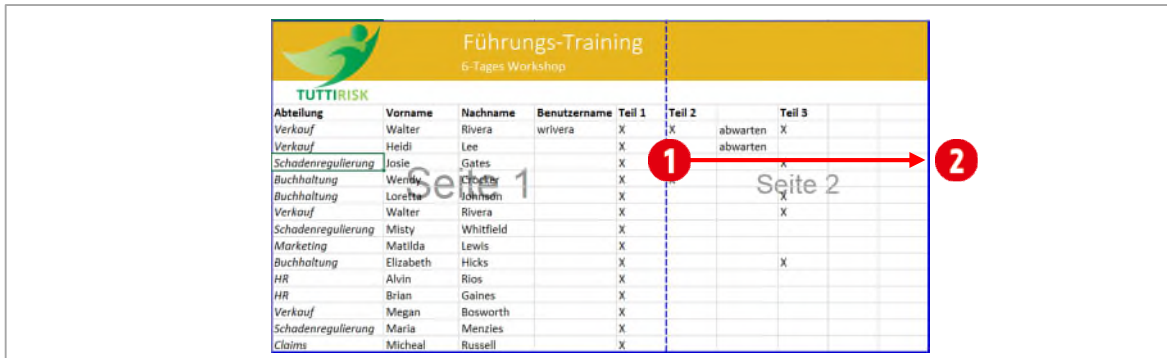 Führungs-Training
6-Tages Workshop
TUTTIRISK
Abteilung Vorname Nachname Benutzername Teil 1 Teil 2 Teil 3
Verkauf Walter Rivera wrivera X X abwarten X
Verkauf Heidi Lee X abwarten
Schadenregulierung Josie Gates X X
1 2
Buchhaltung Wendy Crocker X
Seite 1 Seite 2
Buchhaltung Loretta Johnson X X
Verkauf Walter Rivera X X
Schadenregulierung Misty Whitfield X
Marketing Matilda Lewis X
Buchhaltung Elizabeth Hicks X X
HR Alvin Rios X
HR Brian Gaines X
Verkauf Megan Bosworth X
Schadenregulierung Maria Menzies X
Claims Micheal Russell X